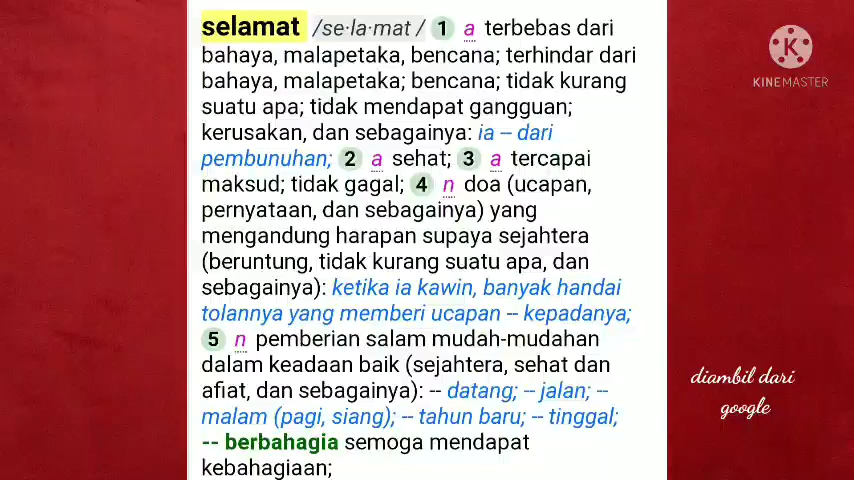 selamat /se·la·mat / 1 a terbebas dari
bahaya, malapetaka, bencana; terhindar dari
bahaya, malapetaka; bencana; tidak kurang
suatu apa; tidak mendapat gangguan;
kerusakan, dan sebagainya: ia -- dari
pembunuhan; 2 a sehat; 3 a tercapai
maksud; tidak gagal; 4 n doa (ucapan,
pernyataan, dan sebagainya) yang
mengandung harapan supaya sejahtera
(beruntung, tidak kurang suatu apa, dan
sebagainya): ketika ia kawin, banyak handai
tolannya yang memberi ucapan -- kepadanya;
5 n pemberian salam mudah-mudahan
dalam keadaan baik (sejahtera, sehat dan
afiat, dan sebagainya): -- datang; -- jalan; --
malam (pagi, siang); -- tahun baru; -- tinggal;
-- berbahagia semoga mendapat
kebahagiaan;
K
KINEMASTER
diambil dari
google